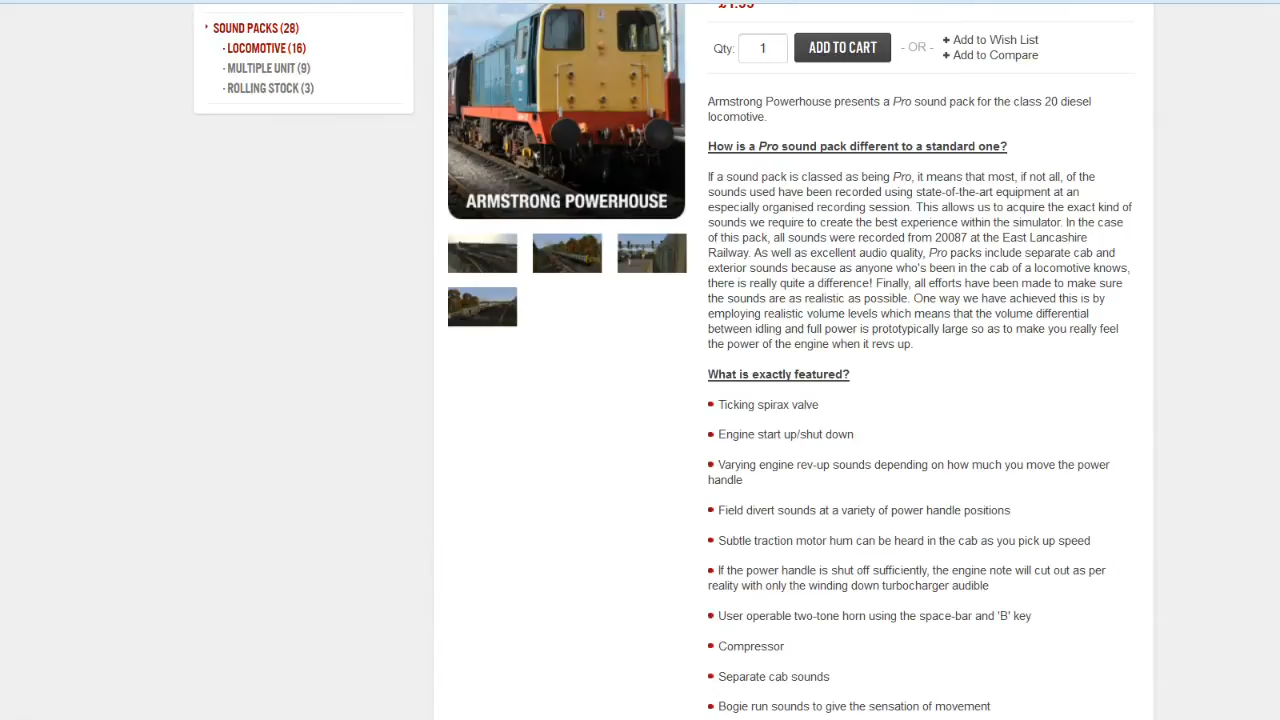 SOUND PACKS (28)
· LOCOMOTIVE (16)
· MULTIPLE UNIT (9)
· ROLLING STOCK (3)
ARMSTRONG POWERHOUSE
Qty: 1 ADD TO CART - OR - + Add to Wish List
+ Add to Compare
Armstrong Powerhouse presents a Pro sound pack for the class 20 diesel
locomotive.
How is a Pro sound pack different to a standard one?
If a sound pack is classed as being Pro, it means that most, if not all, of the
sounds used have been recorded using state-of-the-art equipment at an
especially organised recording session. This allows us to acquire the exact kind of
sounds we require to create the best experience within the simulator. In the case
of this pack, all sounds were recorded from 20087 at the East Lancashire
Railway. As well as excellent audio quality, Pro packs include separate cab and
exterior sounds because as anyone who's been in the cab of a locomotive knows,
there is really quite a difference! Finally, all efforts have been made to make sure
the sounds are as realistic as possible. One way we have achieved this is by
employing realistic volume levels which means that the volume differential
between idling and full power is prototypically large so as to make you really feel
the power of the engine when it revs up.
What is exactly featured?
Ticking spirax valve
Engine start up/shut down
Varying engine rev-up sounds depending on how much you move the power
handle
Field divert sounds at a variety of power handle positions
Subtle traction motor hum can be heard in the cab as you pick up speed
If the power handle is shut off sufficiently, the engine note will cut out as per
reality with only the winding down turbocharger audible
User operable two-tone horn using the space-bar and 'B' key
Compressor
Separate cab sounds
Bogie run sounds to give the sensation of movement